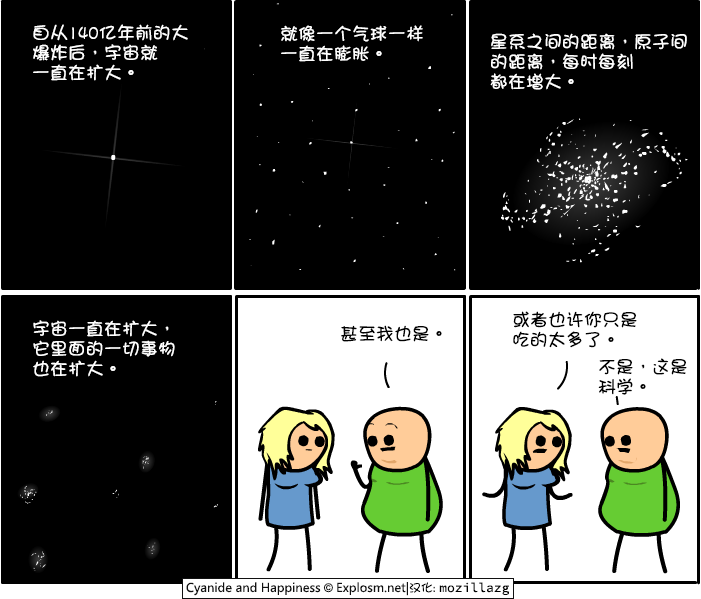 自从140亿年前的大
爆炸后，宇宙就
一直在扩大。
就像一个气球一样
一直在膨胀。
星系之间的距离，原子间
的距离，每时每刻
都在增大。
宇宙一直在扩大，
它里面的一切事物
也在扩大。
甚至我也是。
或者也许你只是
吃的太多了。
不是，这是
科学。
Cyanide and Happiness © Explosm.net|汉化: mozillazg